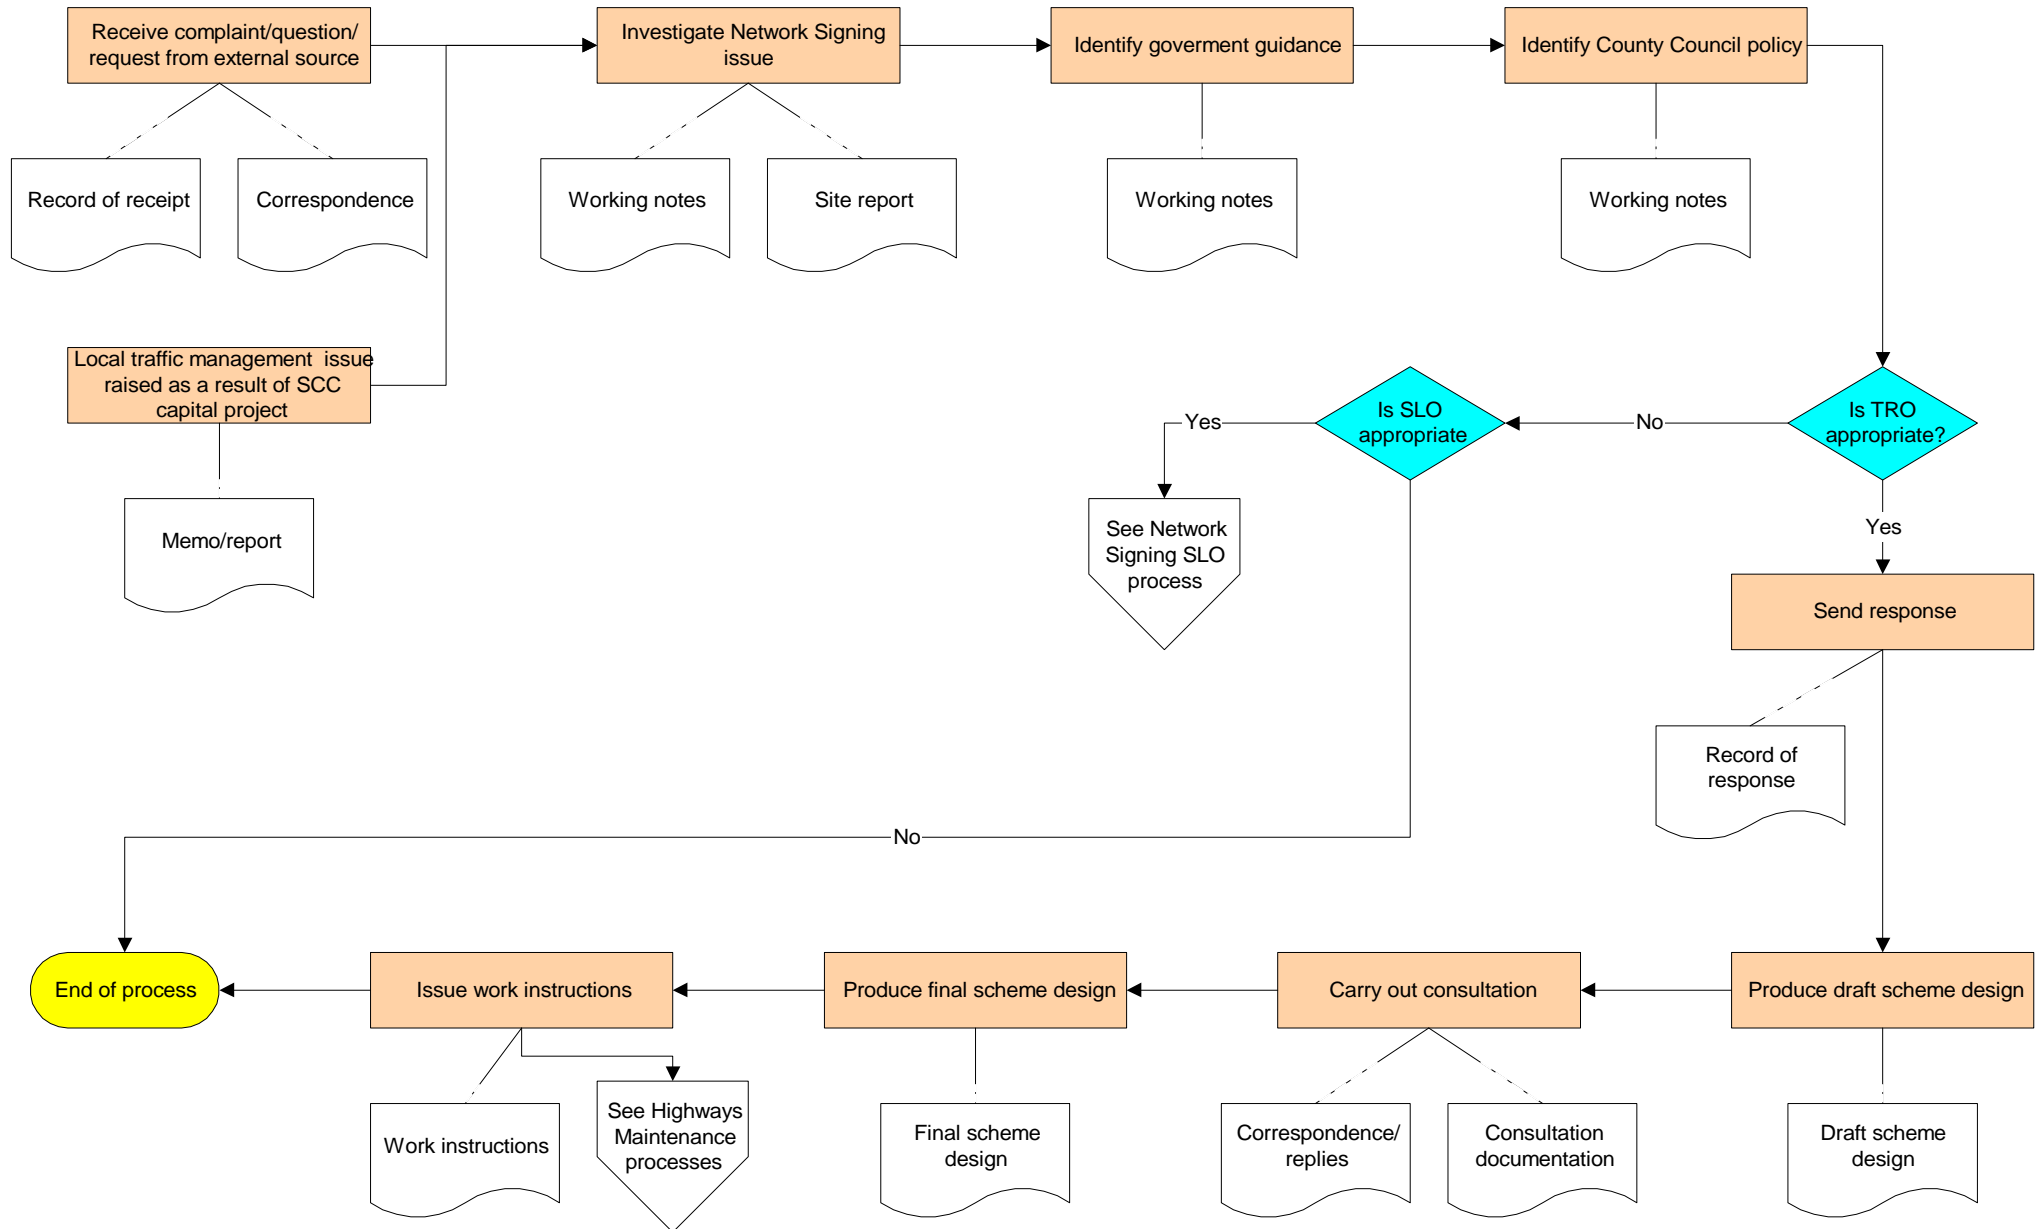 Receive complaint/question/
request from external source
Investigate Network Signing
issue
Identify goverment guidance
Identify County Council policy
Record of receipt
Correspondence
Working notes
Site report
Working notes
Working notes
Local traffic management issue
raised as a result of SCC
capital project
Memo/report
Yes
Is SLO
appropriate
No
Is TRO
appropriate?
Yes
See Network
Signing SLO
process
Send response
Record of
response
No
End of process
Issue work instructions
Produce final scheme design
Carry out consultation
Produce draft scheme design
Work instructions
See Highways
Maintenance
processes
Final scheme
design
Correspondence/
replies
Consultation
documentation
Draft scheme
design